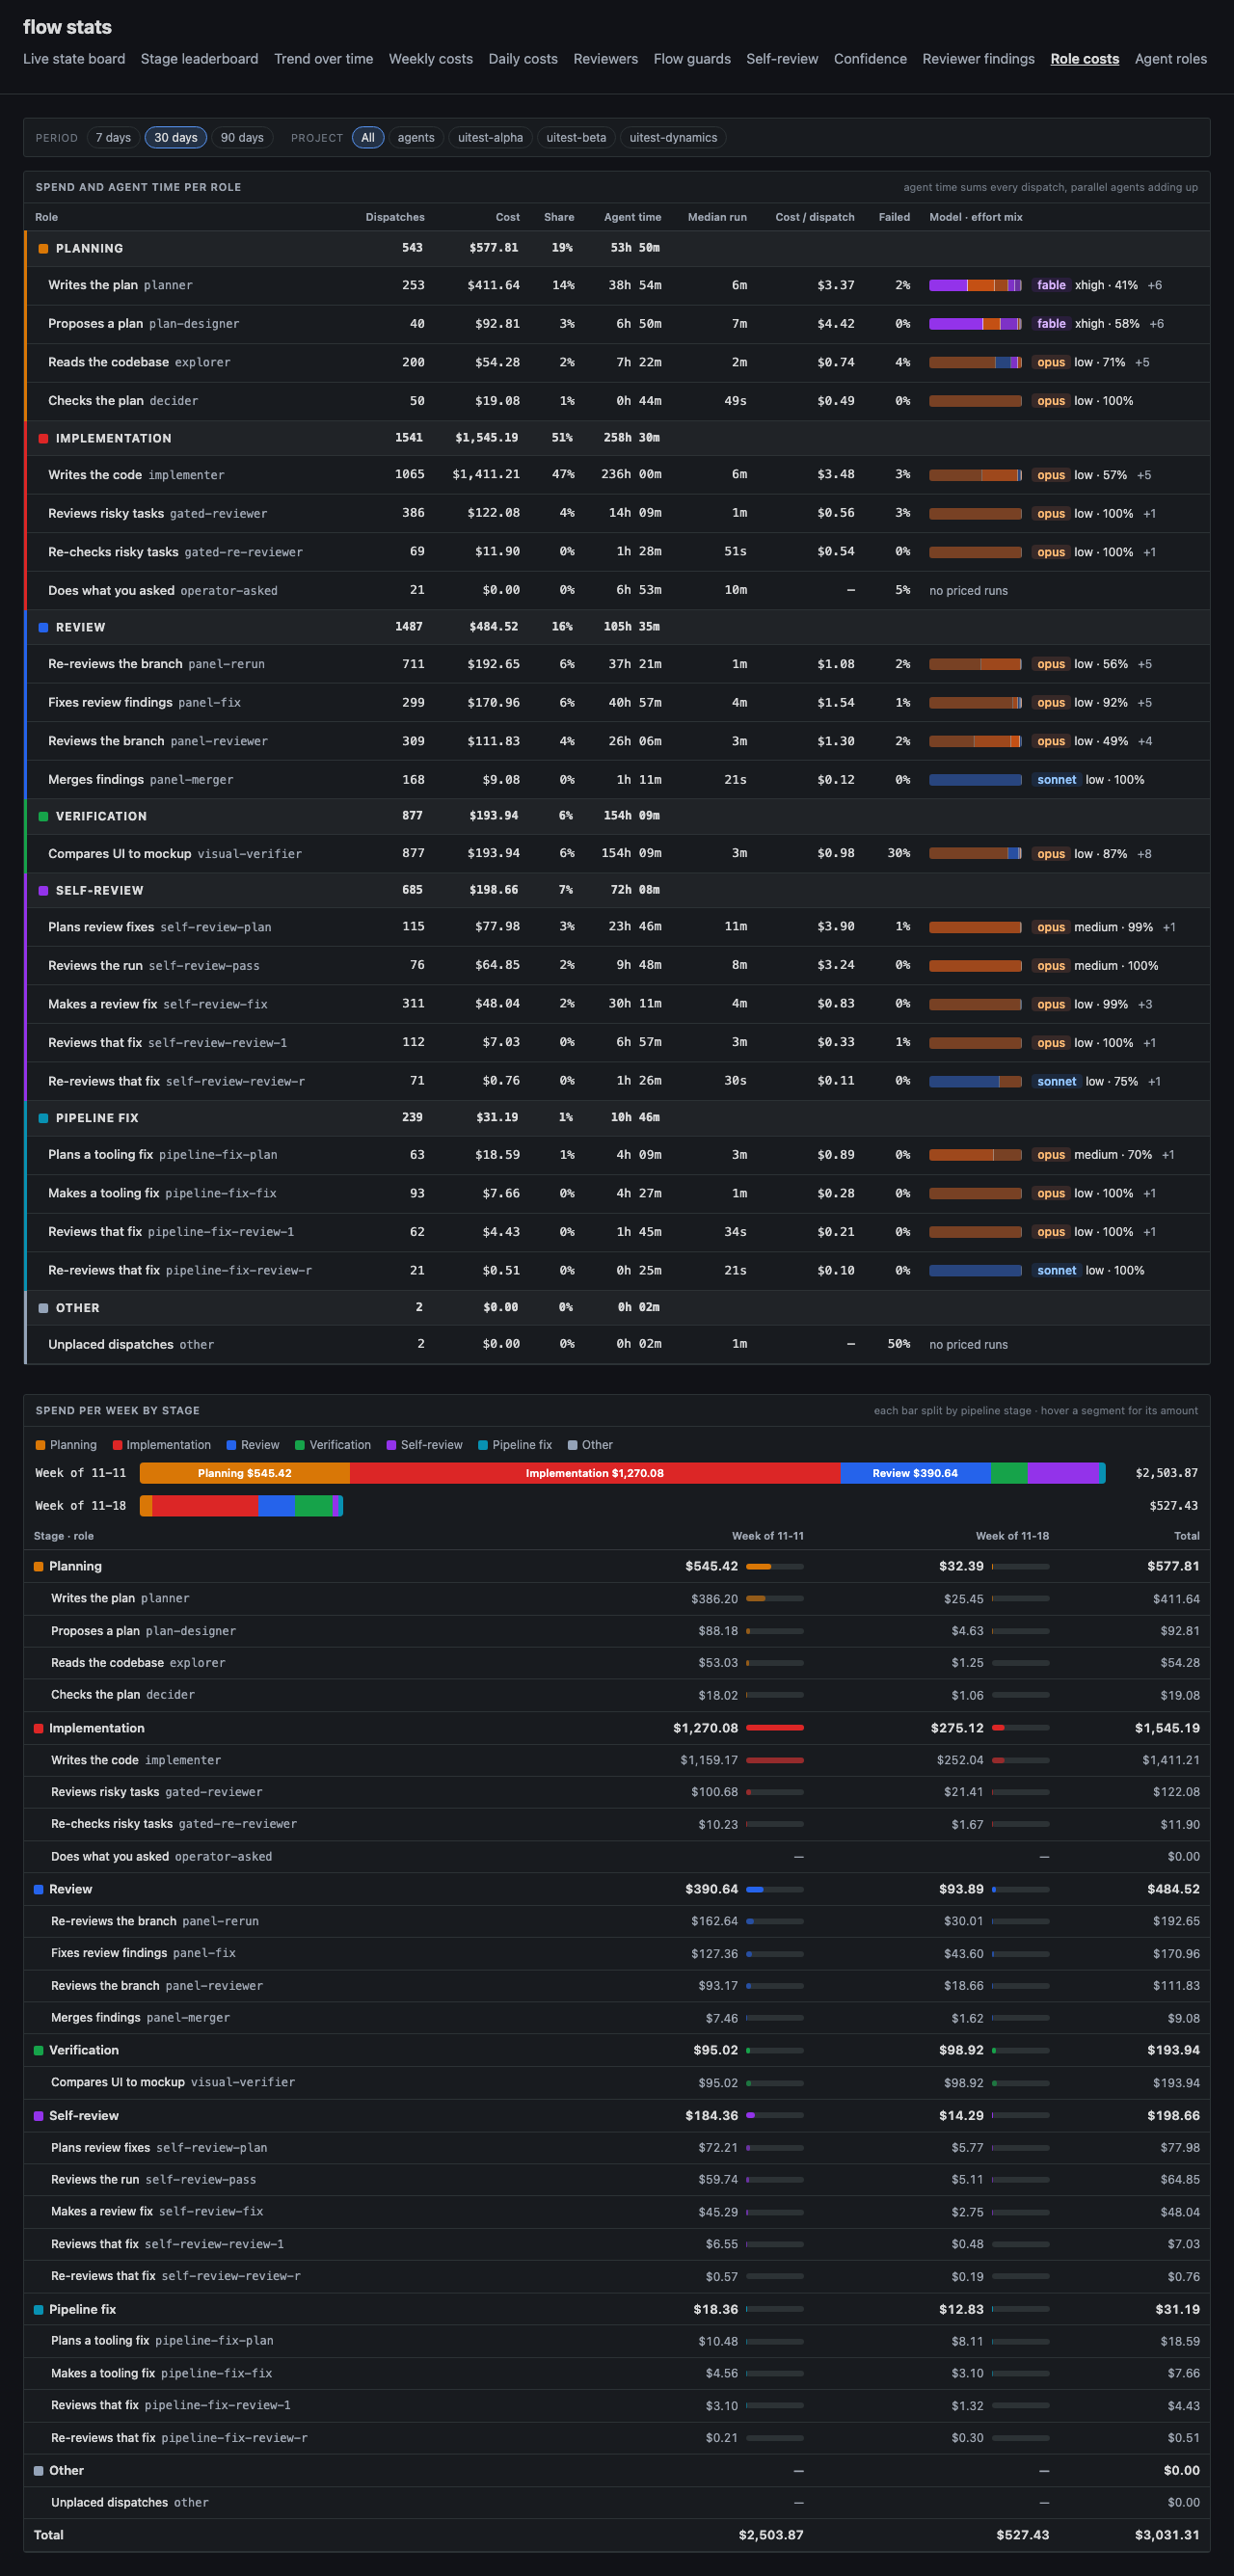 flow stats
Live state board Stage leaderboard Trend over time Weekly costs Daily costs Reviewers Flow guards Self-review Confidence Reviewer findings Role costs Agent roles
PERIOD 7 days 30 days 90 days PROJECT All agents uitest-alpha uitest-beta uitest-dynamics
SPEND AND AGENT TIME PER ROLE agent time sums every dispatch, parallel agents adding up
Role Dispatches Cost Share Agent time Median run Cost / dispatch Failed Model · effort mix
PLANNING 543 $577.81 19% 53h 50m
Writes the plan planner 253 $411.64 14% 38h 54m 6m $3.37 2% fable xhigh · 41% +6
Proposes a plan plan-designer 40 $92.81 3% 6h 50m 7m $4.42 0% fable xhigh · 58% +6
Reads the codebase explorer 200 $54.28 2% 7h 22m 2m $0.74 4% opus low · 71% +5
Checks the plan decider 50 $19.08 1% 0h 44m 49s $0.49 0% opus low · 100%
IMPLEMENTATION 1541 $1,545.19 51% 258h 30m
Writes the code implementer 1065 $1,411.21 47% 236h 00m 6m $3.48 3% opus low · 57% +5
Reviews risky tasks gated-reviewer 386 $122.08 4% 14h 09m 1m $0.56 3% opus low · 100% +1
Re-checks risky tasks gated-re-reviewer 69 $11.90 0% 1h 28m 51s $0.54 0% opus low · 100% +1
Does what you asked operator-asked 21 $0.00 0% 6h 53m 10m — 5% no priced runs
REVIEW 1487 $484.52 16% 105h 35m
Re-reviews the branch panel-rerun 711 $192.65 6% 37h 21m 1m $1.08 2% opus low · 56% +5
Fixes review findings panel-fix 299 $170.96 6% 40h 57m 4m $1.54 1% opus low · 92% +5
Reviews the branch panel-reviewer 309 $111.83 4% 26h 06m 3m $1.30 2% opus low · 49% +4
Merges findings panel-merger 168 $9.08 0% 1h 11m 21s $0.12 0% sonnet low · 100%
VERIFICATION 877 $193.94 6% 154h 09m
Compares UI to mockup visual-verifier 877 $193.94 6% 154h 09m 3m $0.98 30% opus low · 87% +8
SELF-REVIEW 685 $198.66 7% 72h 08m
Plans review fixes self-review-plan 115 $77.98 3% 23h 46m 11m $3.90 1% opus medium · 99% +1
Reviews the run self-review-pass 76 $64.85 2% 9h 48m 8m $3.24 0% opus medium · 100%
Makes a review fix self-review-fix 311 $48.04 2% 30h 11m 4m $0.83 0% opus low · 99% +3
Reviews that fix self-review-review-1 112 $7.03 0% 6h 57m 3m $0.33 1% opus low · 100% +1
Re-reviews that fix self-review-review-r 71 $0.76 0% 1h 26m 30s $0.11 0% sonnet low · 75% +1
PIPELINE FIX 239 $31.19 1% 10h 46m
Plans a tooling fix pipeline-fix-plan 63 $18.59 1% 4h 09m 3m $0.89 0% opus medium · 70% +1
Makes a tooling fix pipeline-fix-fix 93 $7.66 0% 4h 27m 1m $0.28 0% opus low · 100% +1
Reviews that fix pipeline-fix-review-1 62 $4.43 0% 1h 45m 34s $0.21 0% opus low · 100% +1
Re-reviews that fix pipeline-fix-review-r 21 $0.51 0% 0h 25m 21s $0.10 0% sonnet low · 100%
OTHER 2 $0.00 0% 0h 02m
Unplaced dispatches other 2 $0.00 0% 0h 02m 1m — 50% no priced runs
SPEND PER WEEK BY STAGE each bar split by pipeline stage · hover a segment for its amount
Planning Implementation Review Verification Self-review Pipeline fix Other
Week of 11-11 Planning $545.42 Implementation $1,270.08 Review $390.64 $2,503.87
Week of 11-18 $527.43
Stage · role Week of 11-11 Week of 11-18 Total
Planning $545.42 $32.39 $577.81
Writes the plan planner $386.20 $25.45 $411.64
Proposes a plan plan-designer $88.18 $4.63 $92.81
Reads the codebase explorer $53.03 $1.25 $54.28
Checks the plan decider $18.02 $1.06 $19.08
Implementation $1,270.08 $275.12 $1,545.19
Writes the code implementer $1,159.17 $252.04 $1,411.21
Reviews risky tasks gated-reviewer $100.68 $21.41 $122.08
Re-checks risky tasks gated-re-reviewer $10.23 $1.67 $11.90
Does what you asked operator-asked — — $0.00
Review $390.64 $93.89 $484.52
Re-reviews the branch panel-rerun $162.64 $30.01 $192.65
Fixes review findings panel-fix $127.36 $43.60 $170.96
Reviews the branch panel-reviewer $93.17 $18.66 $111.83
Merges findings panel-merger $7.46 $1.62 $9.08
Verification $95.02 $98.92 $193.94
Compares UI to mockup visual-verifier $95.02 $98.92 $193.94
Self-review $184.36 $14.29 $198.66
Plans review fixes self-review-plan $72.21 $5.77 $77.98
Reviews the run self-review-pass $59.74 $5.11 $64.85
Makes a review fix self-review-fix $45.29 $2.75 $48.04
Reviews that fix self-review-review-1 $6.55 $0.48 $7.03
Re-reviews that fix self-review-review-r $0.57 $0.19 $0.76
Pipeline fix $18.36 $12.83 $31.19
Plans a tooling fix pipeline-fix-plan $10.48 $8.11 $18.59
Makes a tooling fix pipeline-fix-fix $4.56 $3.10 $7.66
Reviews that fix pipeline-fix-review-1 $3.10 $1.32 $4.43
Re-reviews that fix pipeline-fix-review-r $0.21 $0.30 $0.51
Other — — $0.00
Unplaced dispatches other — — $0.00
Total $2,503.87 $527.43 $3,031.31